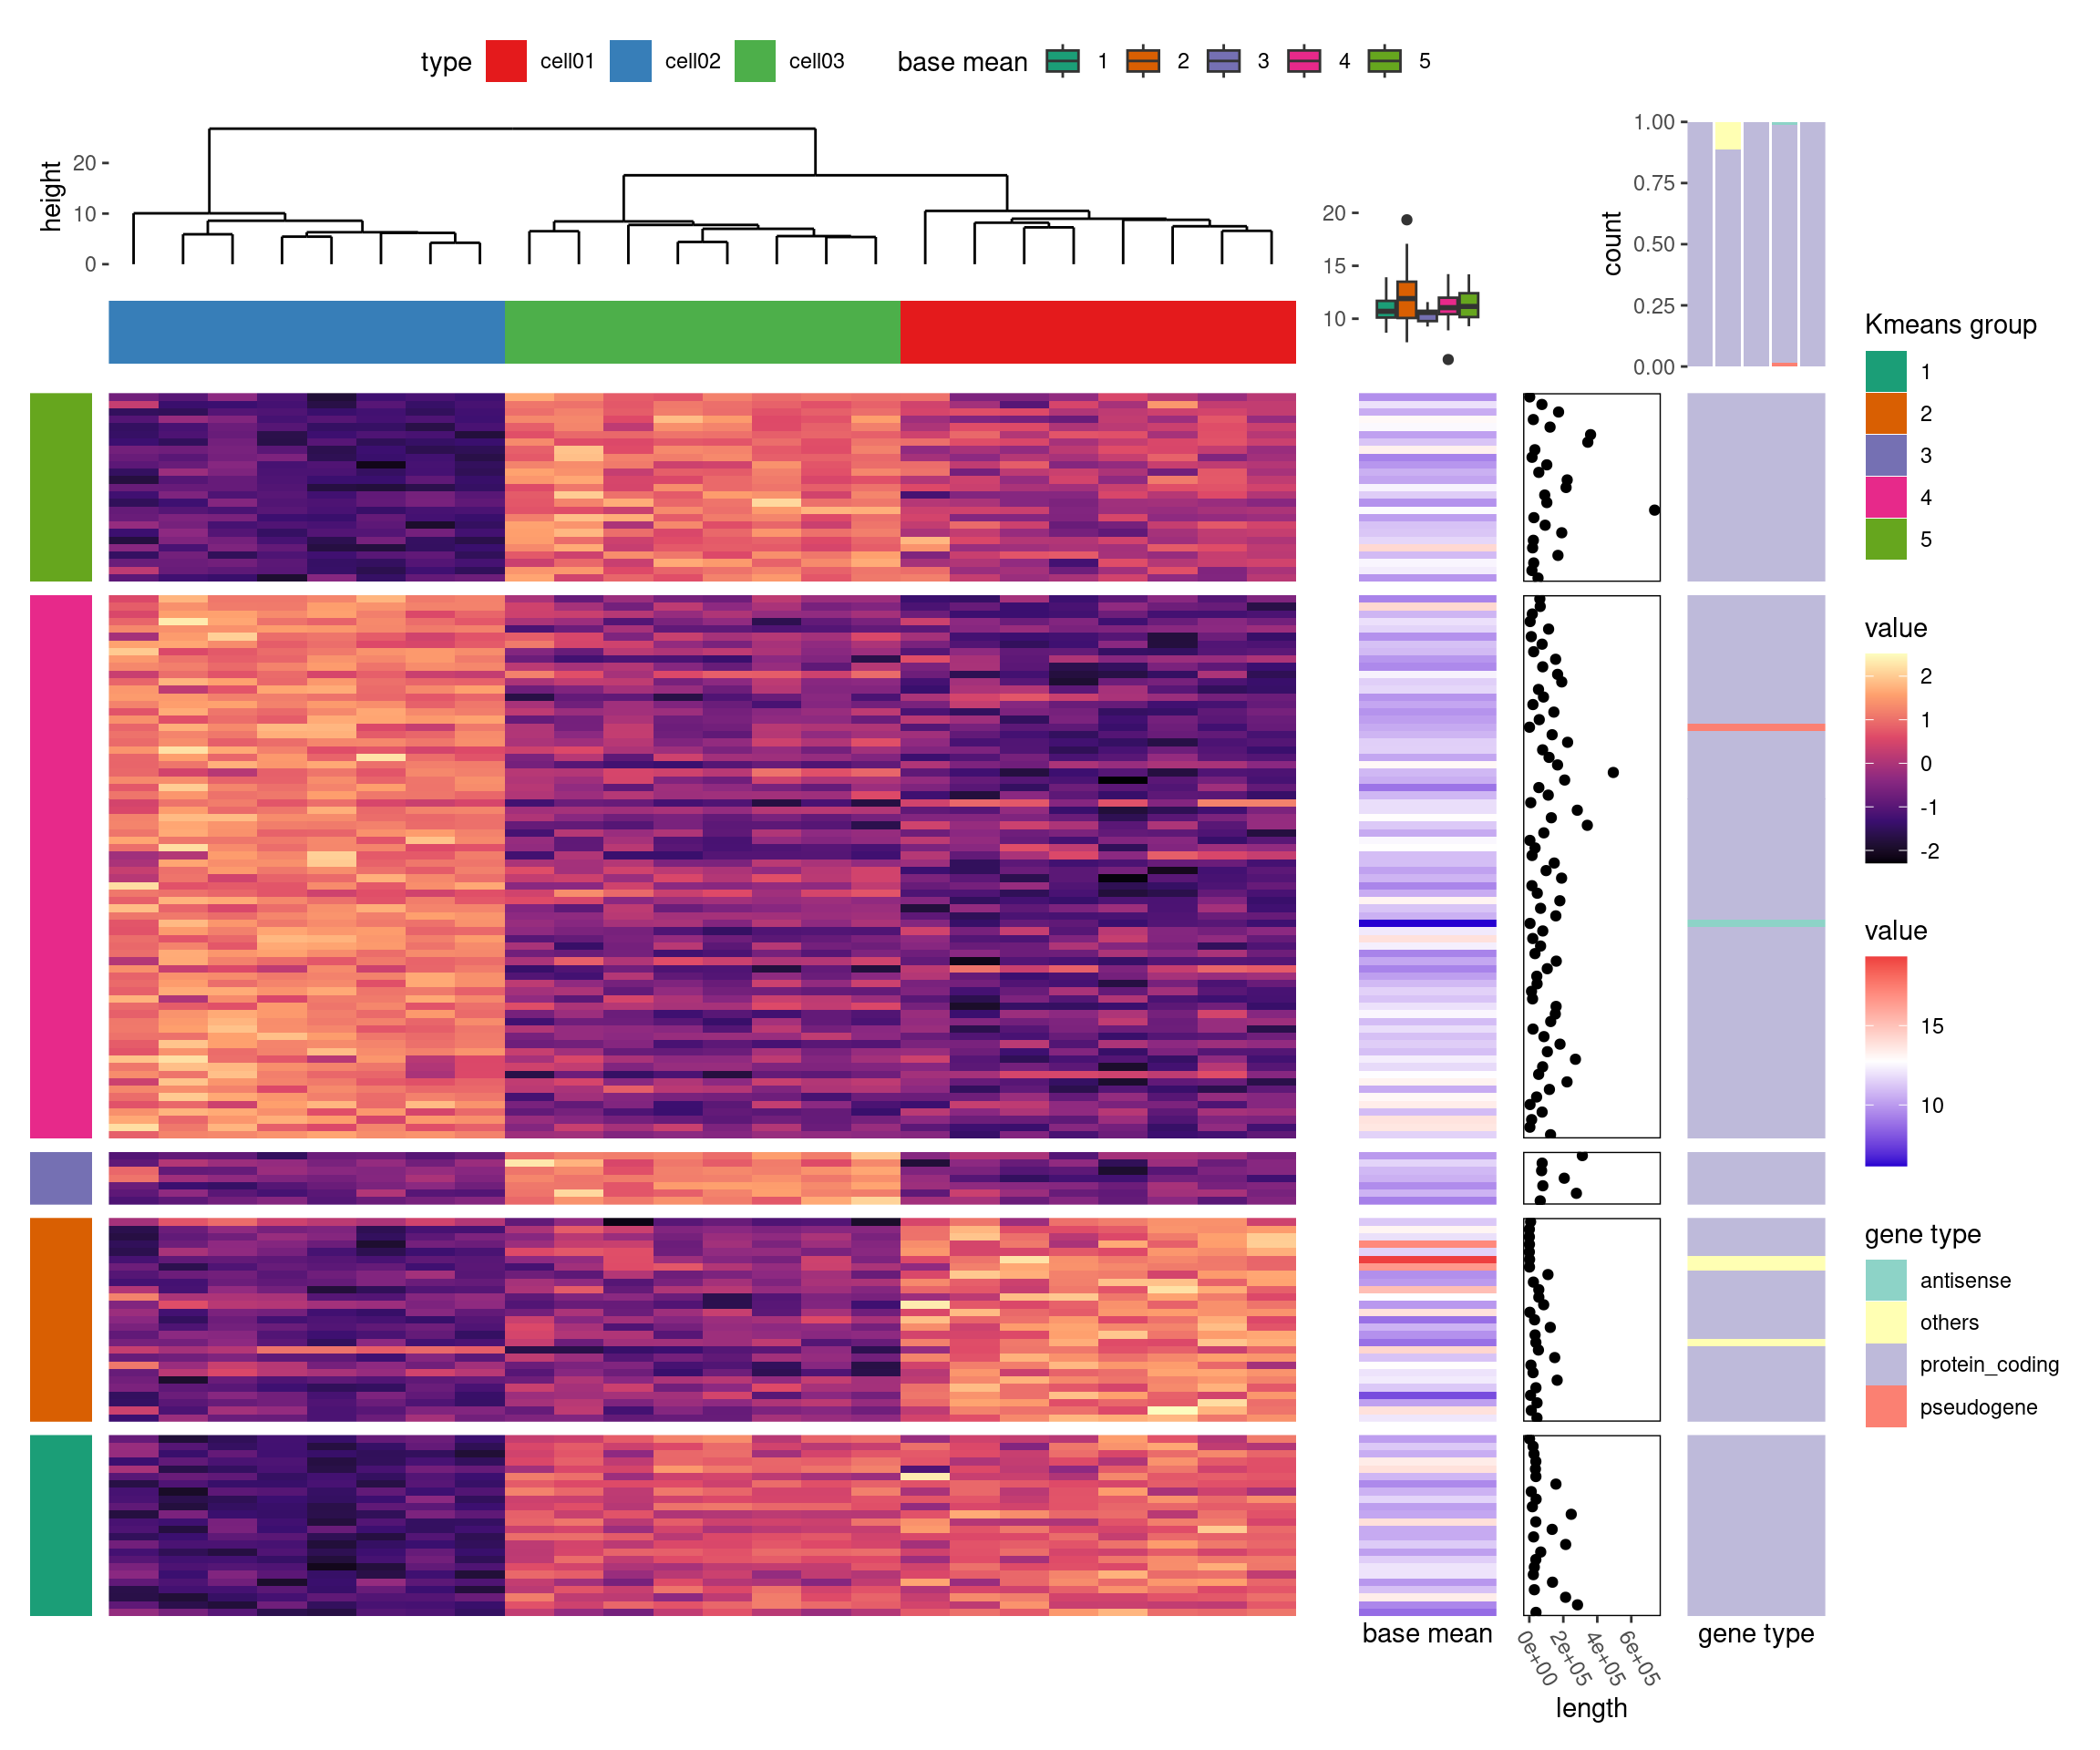 type cell01 cell02 cell03 base mean 1 2 3 4 5
height
20
10
0
20
15
10
count
1.00
0.75
0.50
0.25
0.00
Kmeans group
1
2
3
4
5
value
2
1
0
-1
-2
value
15
10
gene type
antisense
others
protein_coding
pseudogene
base mean
0e+00 2e+05 4e+05 6e+05
length
gene type